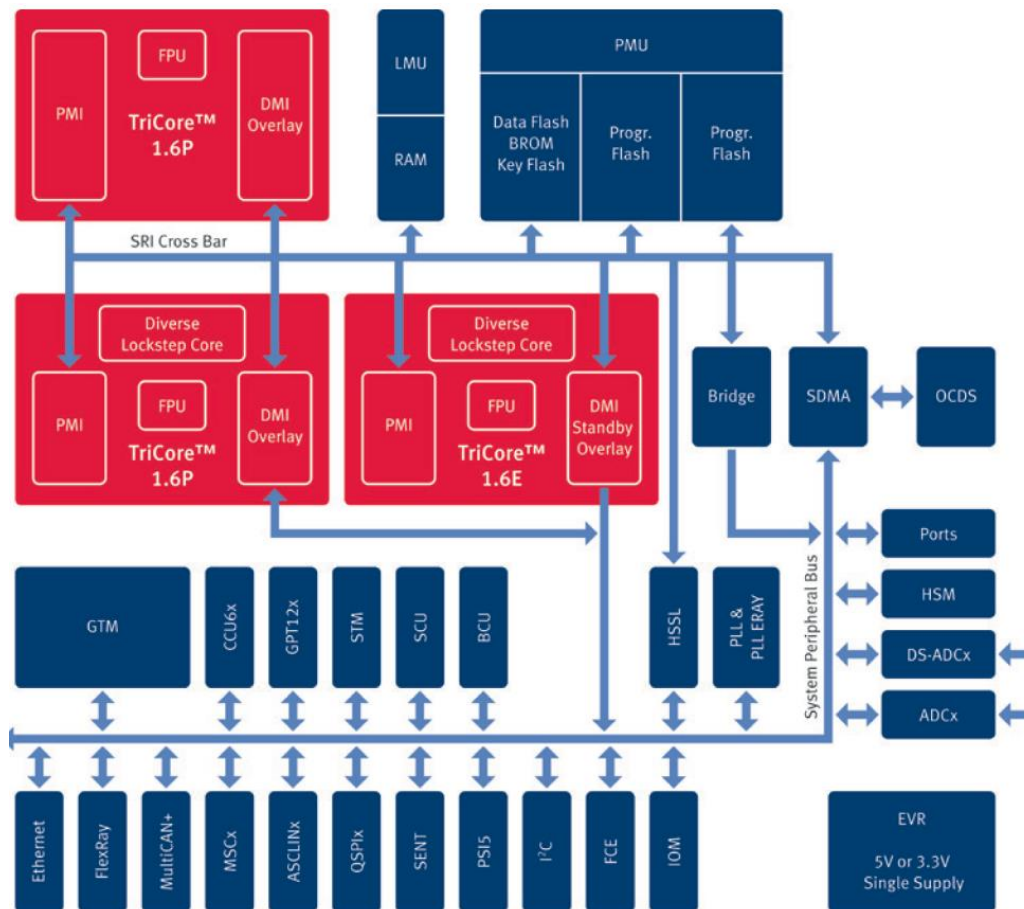 FPU
PMI
TriCore™
1.6P
DMI
Overlay
LMU
RAM
PMU
Data Flash
BROM
Key Flash
Progr.
Flash
Progr.
Flash
SRI Cross Bar
Diverse
Lockstep Core
PMI
FPU
TriCore™
1.6P
DMI
Overlay
Diverse
Lockstep Core
PMI
FPU
TriCore™
1.6E
DMI
Standby
Overlay
Bridge
SDMA
OCDS
System Peripheral Bus
Ports
HSM
DS-ADCx
ADCx
GTM
CCU6x
GPT12x
STM
SCU
BCU
HSSL
PLL &
PLL ERAY
Ethernet
FlexRay
MultiCAN+
MSCx
ASCLINx
QSPIx
SENT
PSI5
I²C
FCE
IOM
EVR
5V or 3.3V
Single Supply